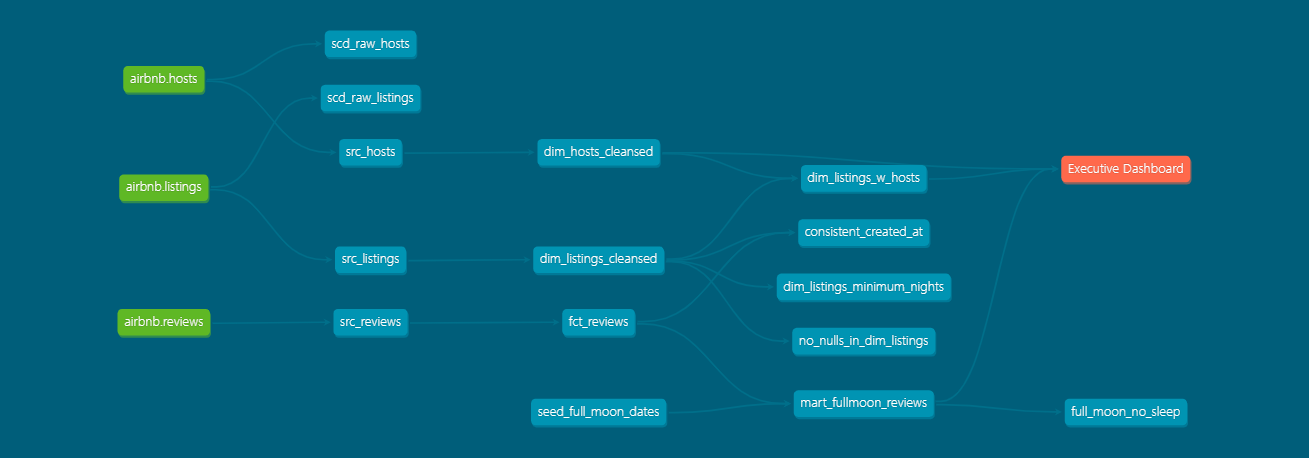 scd_raw_hosts
airbnb.hosts
scd_raw_listings
src_hosts
dim_hosts_cleansed
Executive Dashboard
dim_listings_w_hosts
airbnb.listings
consistent_created_at
src_listings
dim_listings_cleansed
dim_listings_minimum_nights
airbnb.reviews
src_reviews
fct_reviews
no_nulls_in_dim_listings
mart_fullmoon_reviews
seed_full_moon_dates
full_moon_no_sleep